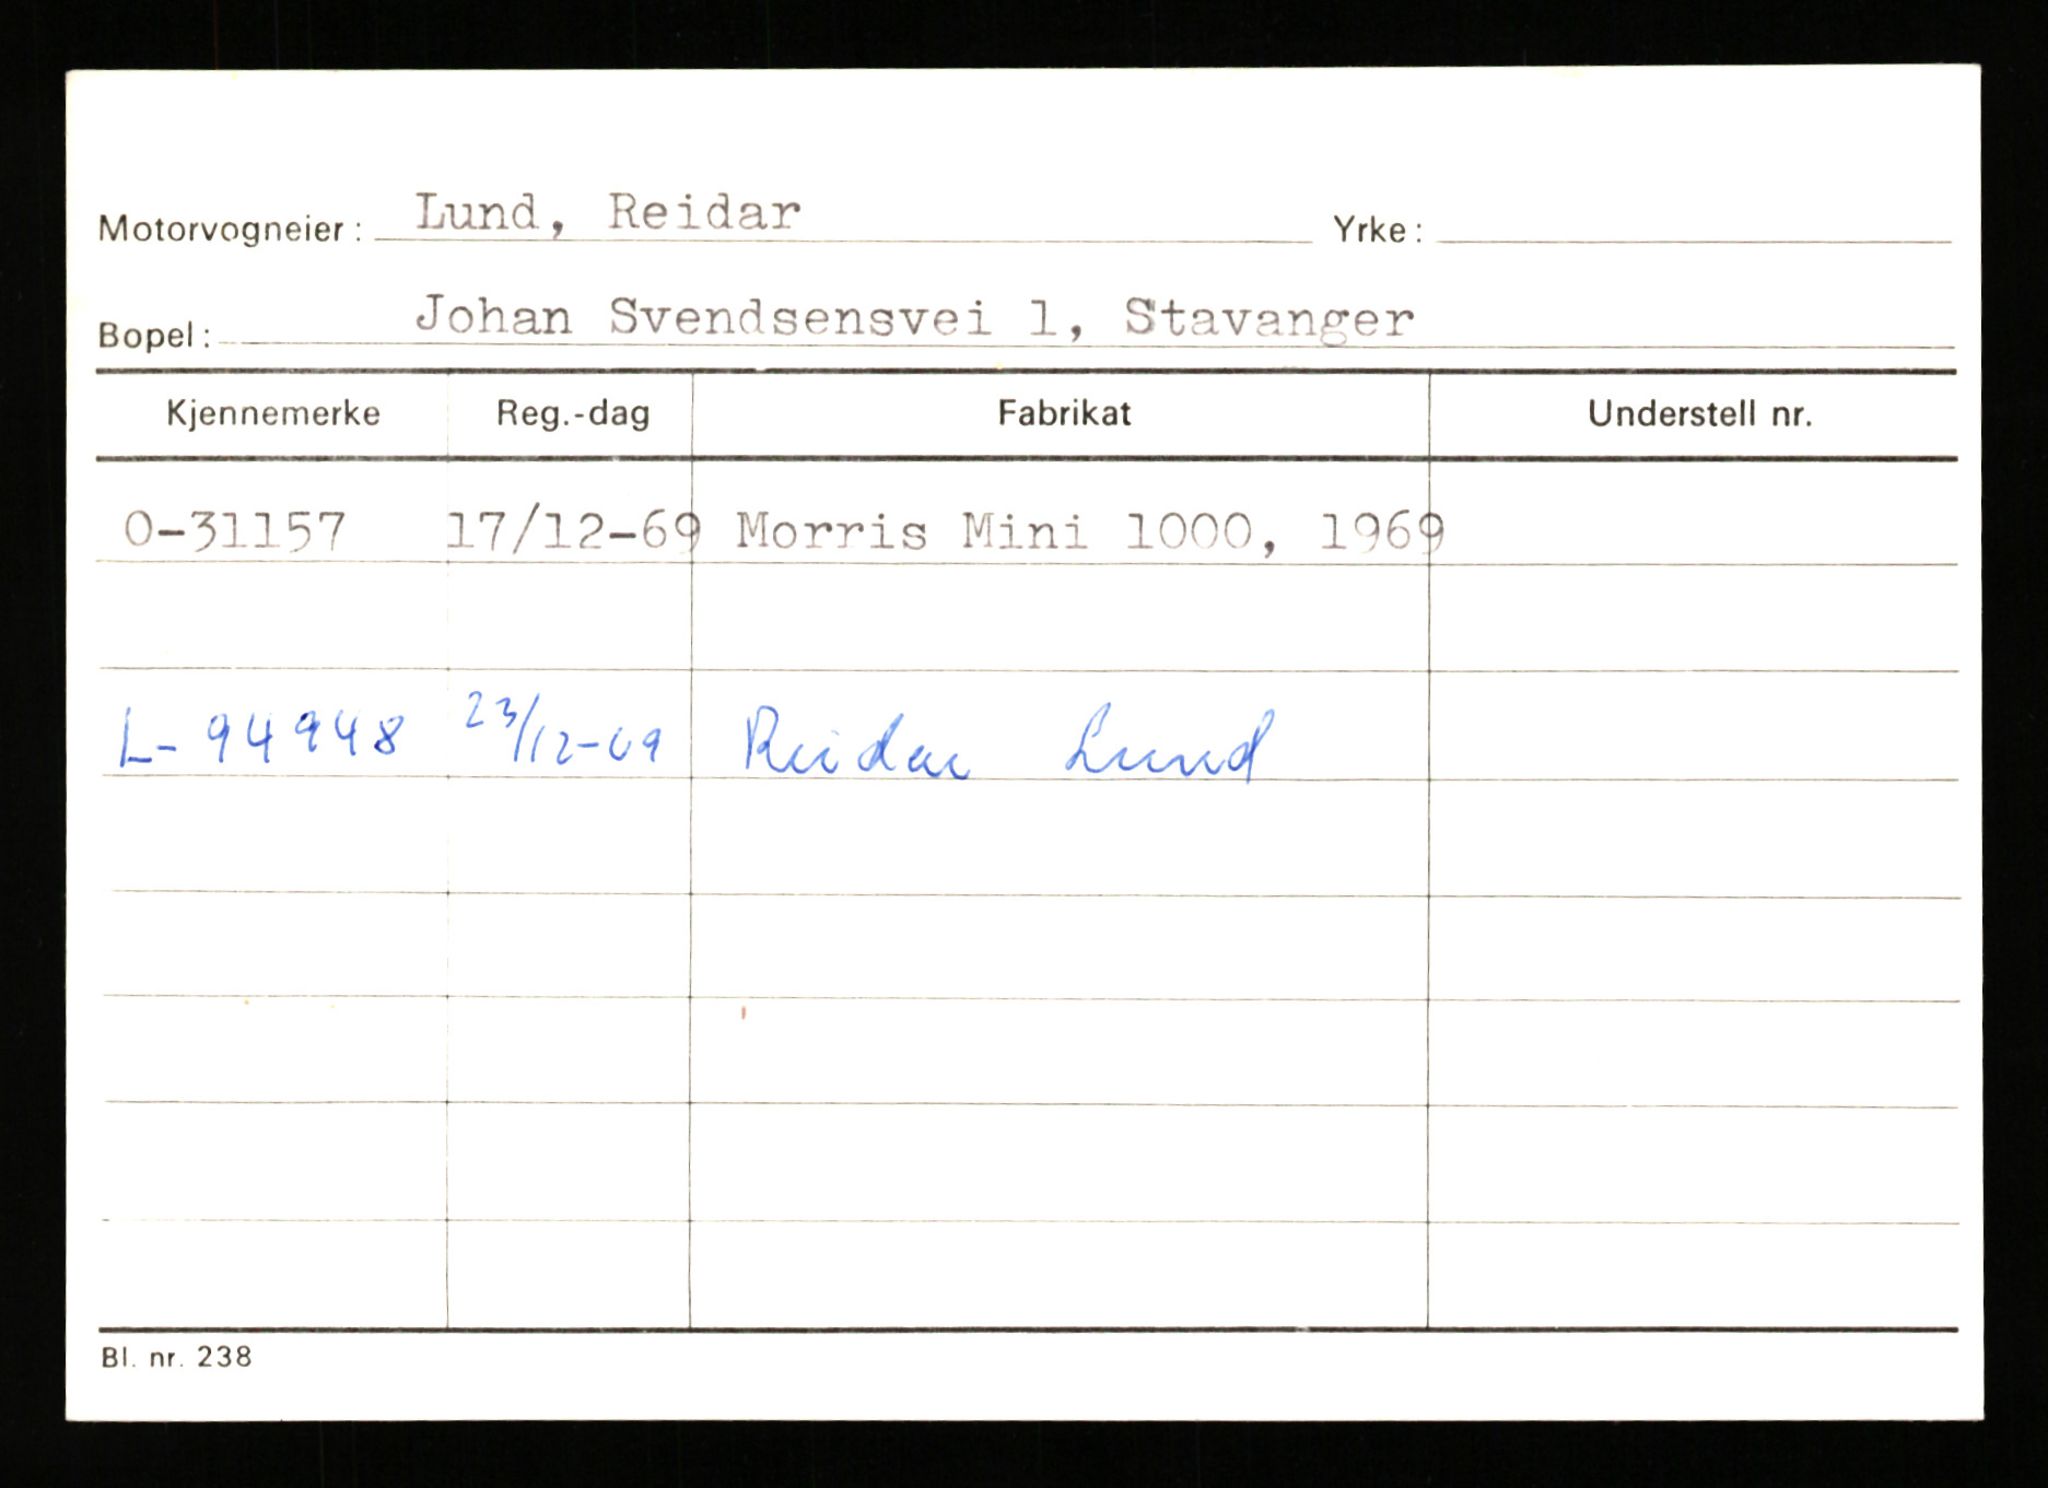 Motorvogneier: Lund, Reidar Yrke:
Bopel: Johan Svendsensvei 1, Stavanger
Kjennemerke Reg.-dag Fabrikat Understell nr.
O-31157 17/12-69 Morris Mini 1000, 1969
L-94948 23/12-69 Reidar Lund
Bl. nr. 238